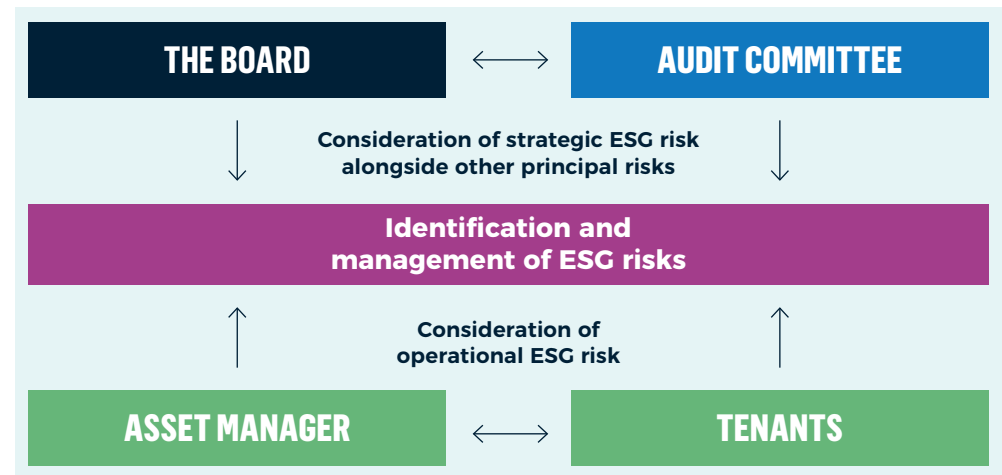 THE BOARD
AUDIT COMMITTEE
Consideration of strategic ESG risk
alongside other principal risks
Identification and
management of ESG risks
Consideration of
operational ESG risk
ASSET MANAGER
TENANTS